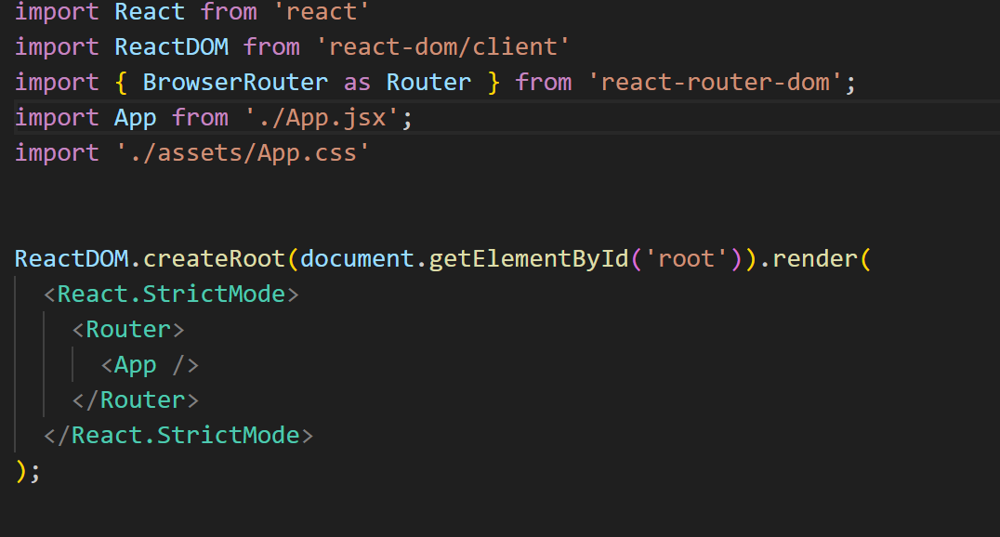 import React from 'react'
import ReactDOM from 'react-dom/client'
import { BrowserRouter as Router } from 'react-router-dom';
import App from './App.jsx';
import './assets/App.css'
ReactDOM.createRoot(document.getElementById('root')).render(
  <React.StrictMode>
    <Router>
      <App />
    </Router>
  </React.StrictMode>
);